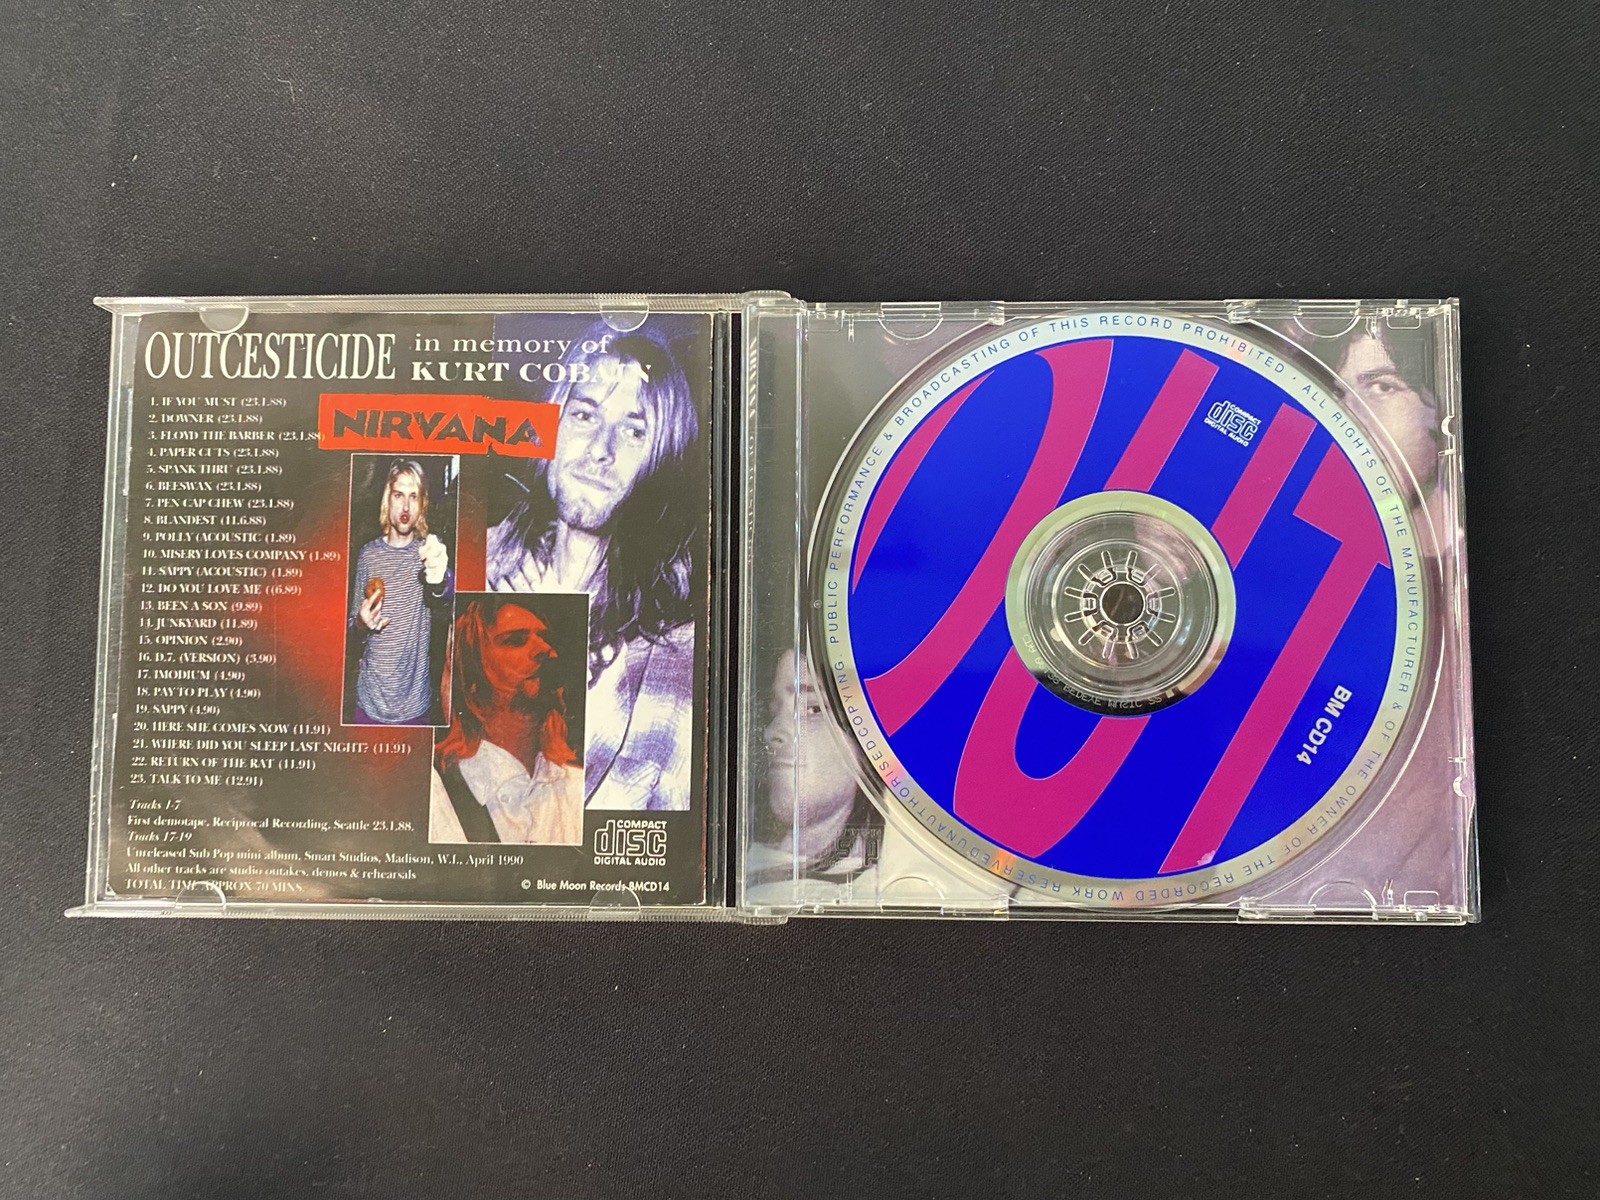 OUTCESTICIDE in memory of
KURT COBAIN
NIRVANA
1. IF YOU MUST (23.1.88)
2. DOWNER (23.1.88)
3. FLOYD THE BARBER (23.1.88)
4. PAPER CUTS (23.1.88)
5. SPANK THRU (23.1.88)
6. BEESWAX (23.1.88)
7. PEN CAP CHEW (23.1.88)
8. BLANDEST (11.6.88)
9. POLLY (ACOUSTIC (1.89)
10. MISERY LOVES COMPANY (1.89)
11. SAPPY (ACOUSTIC) (1.89)
12. DO YOU LOVE ME ((6.89)
13. BEEN A SON (9.89)
14. JUNKYARD (11.89)
15. OPINION (2.90)
16. D.7. (VERSION) (3.90)
17. IMODIUM (4.90)
18. PAY TO PLAY (4.90)
19. SAPPY (4.90)
20. HERE SHE COMES NOW (11.91)
21. WHERE DID YOU SLEEP LAST NIGHT? (11.91)
22. RETURN OF THE RAT (11.91)
23. TALK TO ME (12.91)
Tracks 1-7
First demotape, Reciprocal Recording, Seattle 23.1.88.
Tracks 17-19
Unreleased Sub Pop mini album, Smart Studios, Madison, W.I., April 1990
All other tracks are studio outakes, demos & rehearsals
TOTAL TIME APPROX 70 MINS.
COMPACT
disc
DIGITAL AUDIO
© Blue Moon Records BMCD14
OUT
COMPACT
disc
DIGITAL AUDIO
BM CD14
ALL RIGHTS OF THE MANUFACTURER & OF THE OWNER OF THE RECORDED WORK RESERVEDUNAUTHORISEDCOPYING. PUBLIC PERFORMANCE & BROADCASTING OF THIS RECORD PROHIBITED ·